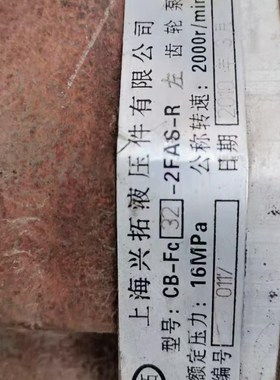 上海兴拓液压件有限公司
型号：CB-Fc 32 -2FAS-R 左 齿轮泵
额定压力：16MPa 公称转速：2000r/min
编号 0111 日期